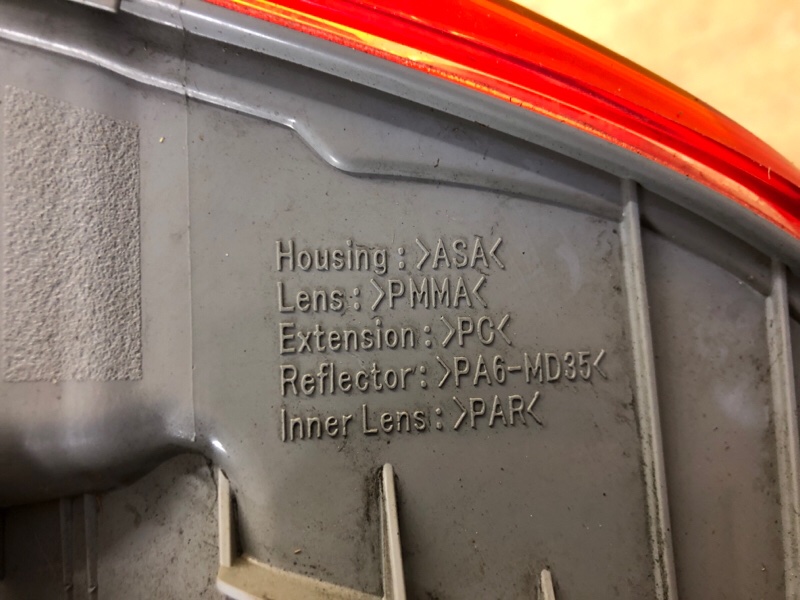 Housing : >ASA<
Lens : >PMMA<
Extension : >PC<
Reflector : >PA6-MD35<
Inner Lens : >PAR<